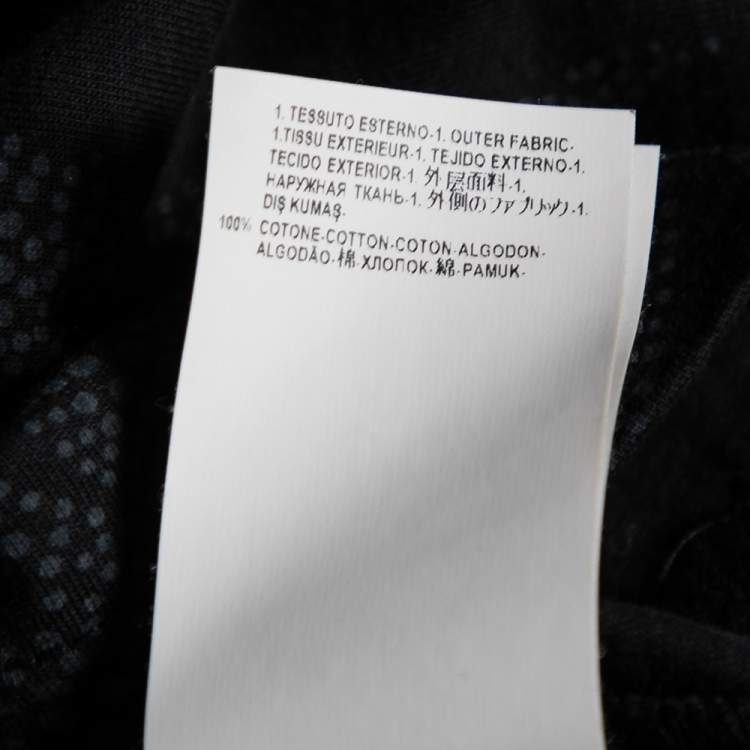 1. TESSUTO ESTERNO-1. OUTER FABRIC-
1.TISSU EXTERIEUR-1. TEJIDO EXTERNO-1.
TECIDO EXTERIOR-1. 外层面料-1.
НАРУЖНАЯ ТКАНЬ-1. 外側のファブリック-1.
DIŞ KUMAŞ-
100% COTONE-COTTON-COTON-ALGODON-
ALGODÃO-棉-ХЛОПОК-綿-PAMUK-